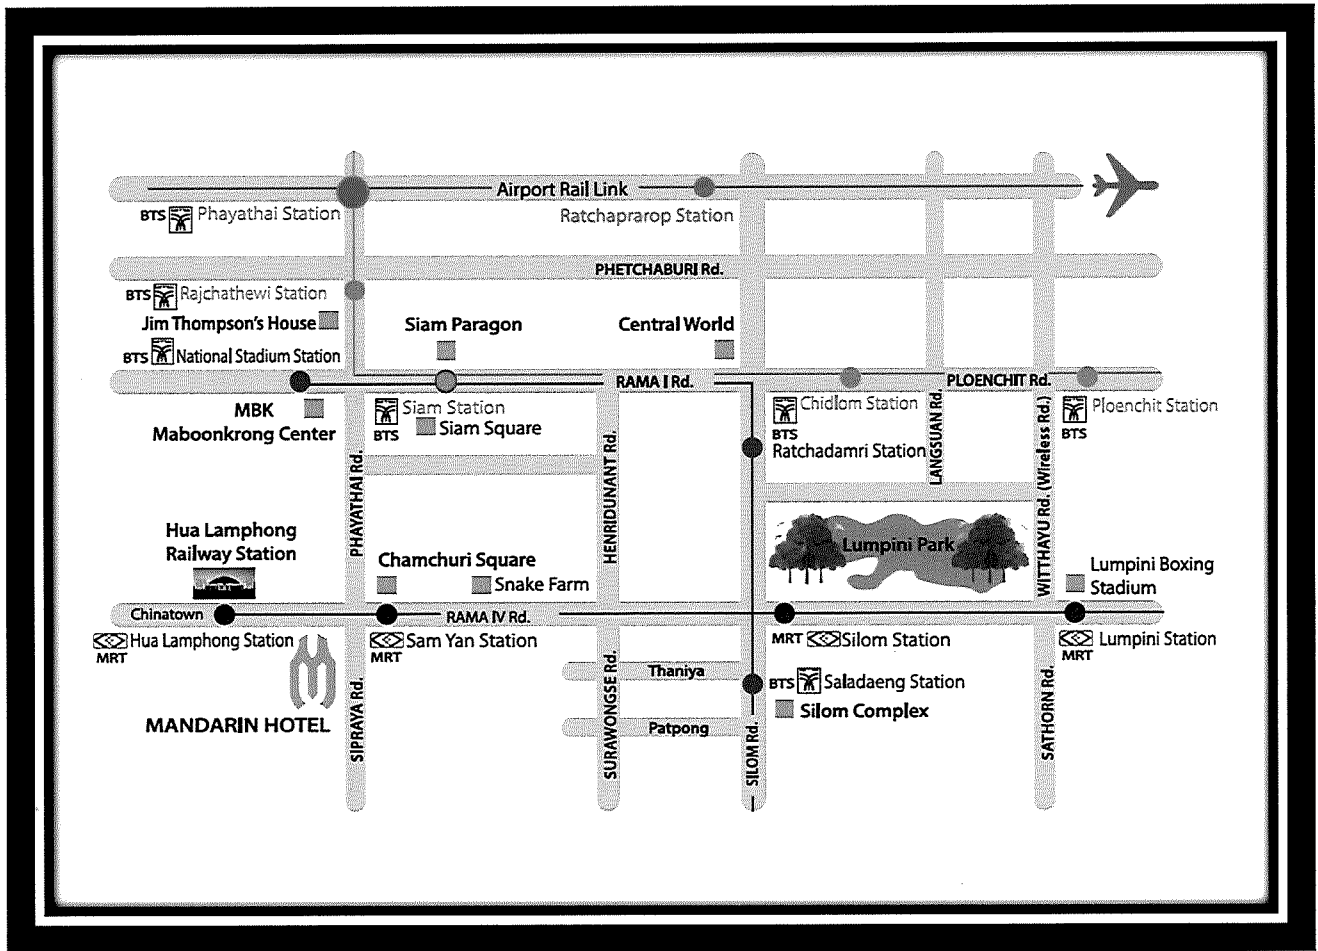 Airport Rail Link
BTS Phayathai Station
Ratchaprarop Station
PHETCHABURI Rd.
BTS Rajchathewi Station
Jim Thompson's House
Siam Paragon
Central World
BTS National Stadium Station
RAMA I Rd.
PLOENCHIT Rd.
MBK
Maboonkrong Center
Siam Station
BTS
Siam Square
Chidlom Station
BTS
Ratchadamri Station
LANGSUAN Rd.
Ploenchit Station
BTS
PHAYATHAI Rd.
HENRIDUNANT Rd.
WITTHAYU Rd. (Wireless Rd.)
Hua Lamphong
Railway Station
Chamchuri Square
Snake Farm
Lumpini Park
Lumpini Boxing
Stadium
Chinatown
RAMA IV Rd.
Hua Lamphong Station
MRT
Sam Yan Station
MRT
MRT Silom Station
Lumpini Station
MRT
MANDARIN HOTEL
SIPRAYA Rd.
Thaniya
Patpong
SURAWONGSE Rd.
SILOM Rd.
BTS Saladaeng Station
Silom Complex
SATHORN Rd.